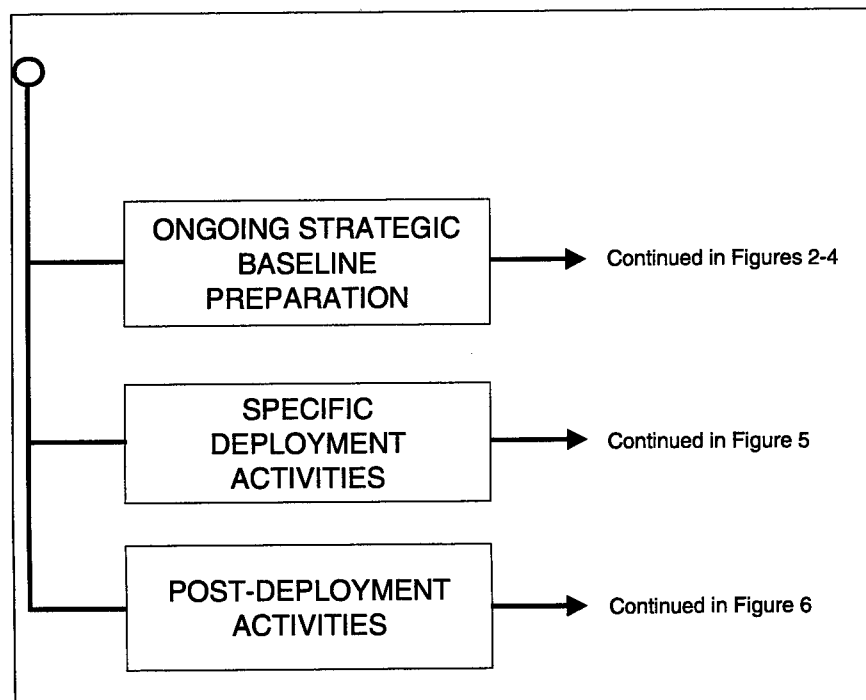 ONGOING STRATEGIC
BASELINE
PREPARATION
Continued in Figures 2-4
SPECIFIC
DEPLOYMENT
ACTIVITIES
Continued in Figure 5
POST-DEPLOYMENT
ACTIVITIES
Continued in Figure 6